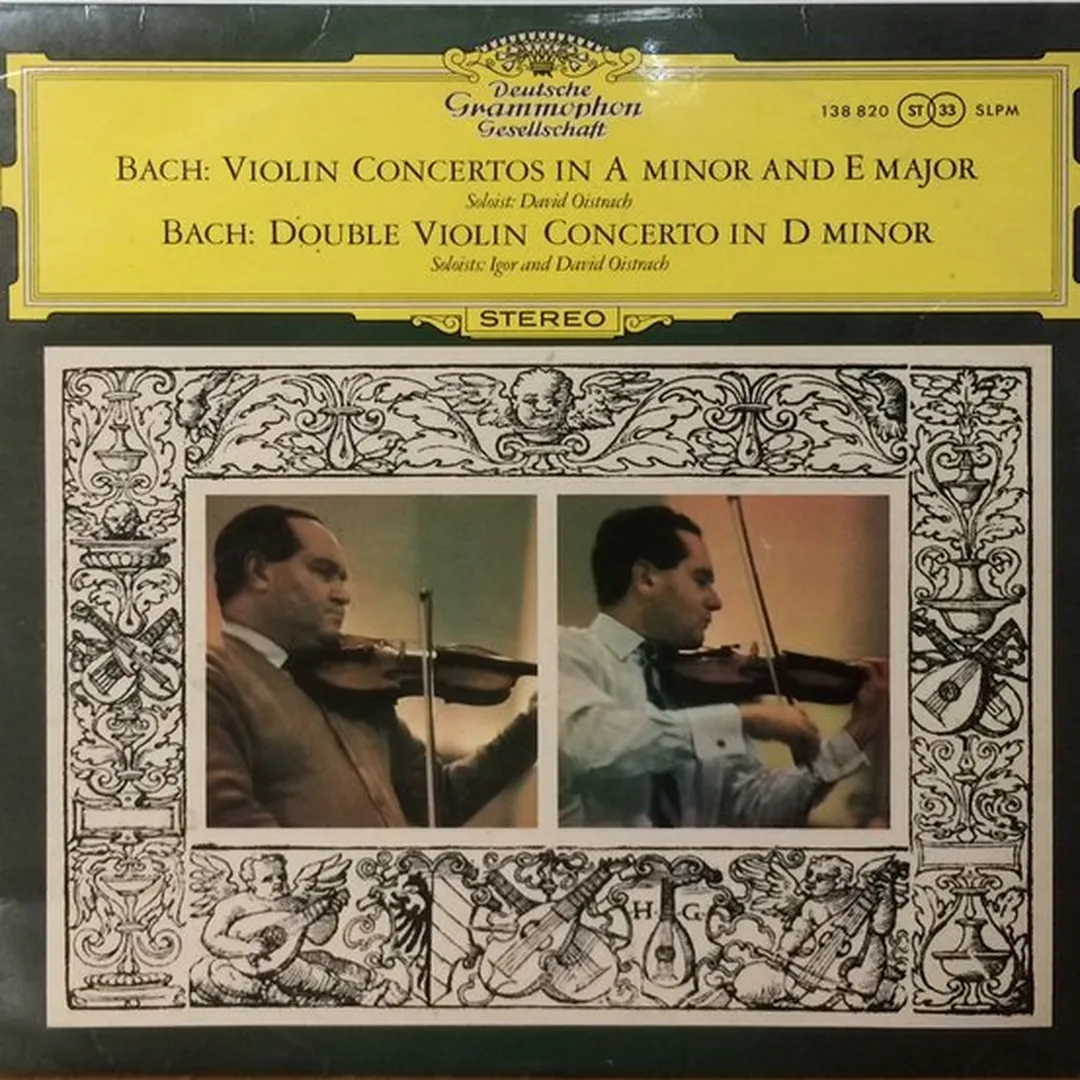 Deutsche
Grammophon
Gesellschaft
138 820 ST 33 SLPM
BACH: VIOLIN CONCERTOS IN A MINOR AND E MAJOR
Soloist: David Oistrach
BACH: DOUBLE VIOLIN CONCERTO IN D MINOR
Soloists: Igor and David Oistrach
STEREO
H. G.